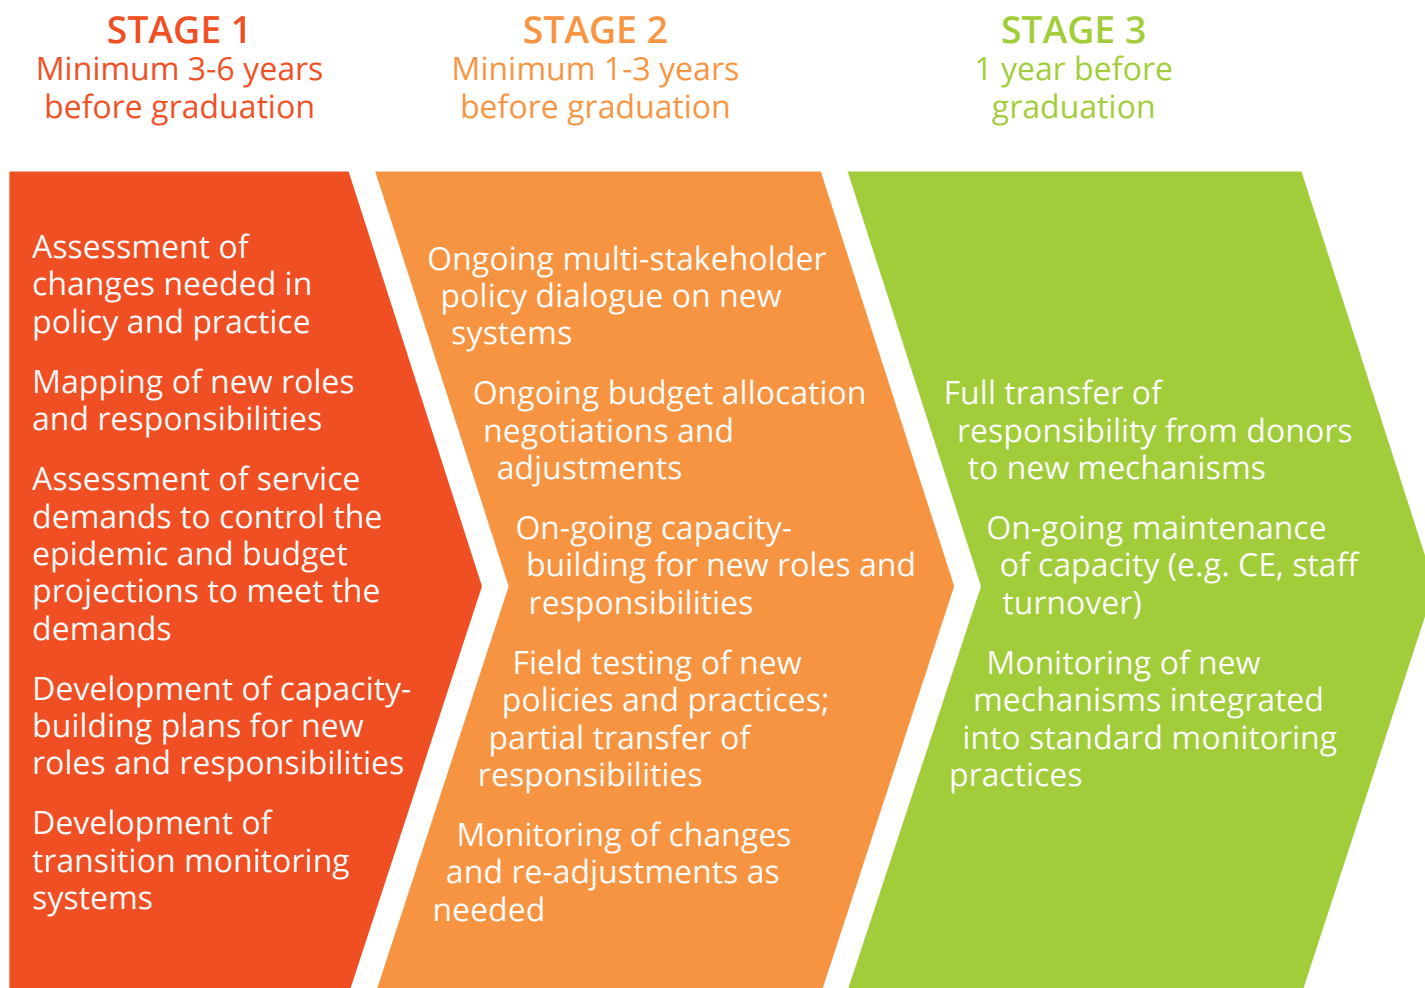 STAGE 1
Minimum 3-6 years
before graduation
STAGE 2
Minimum 1-3 years
before graduation
STAGE 3
1 year before
graduation
Assessment of
changes needed in
policy and practice
Mapping of new roles
and responsibilities
Assessment of service
demands to control the
epidemic and budget
projections to meet the
demands
Development of capacity-
building plans for new
roles and responsibilities
Development of
transition monitoring
systems
Ongoing multi-stakeholder
policy dialogue on new
systems
Ongoing budget allocation
negotiations and
adjustments
On-going capacity-
building for new roles and
responsibilities
Field testing of new
policies and practices;
partial transfer of
responsibilities
Monitoring of changes
and re-adjustments as
needed
Full transfer of
responsibility from donors
to new mechanisms
On-going maintenance
of capacity (e.g. CE, staff
turnover)
Monitoring of new
mechanisms integrated
into standard monitoring
practices